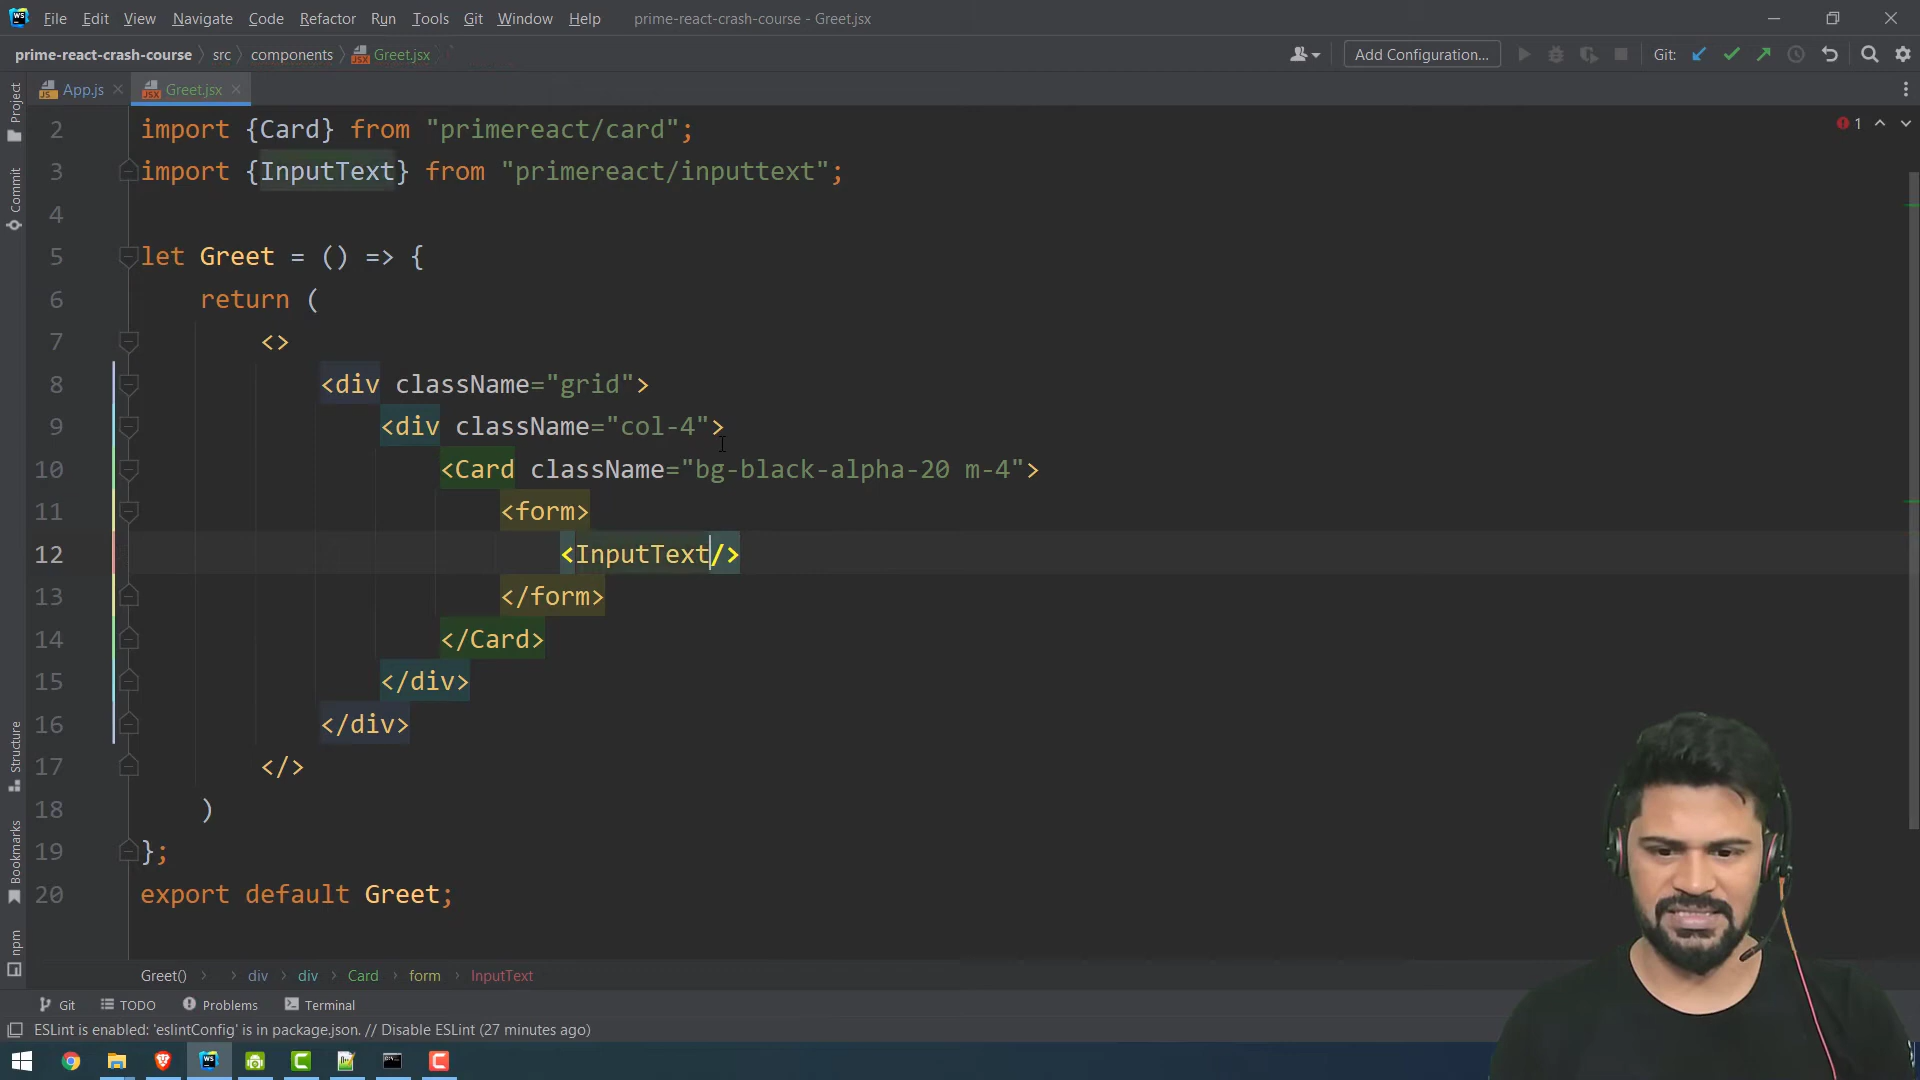 File Edit View Navigate Code Refactor Run Tools Git Window Help prime-react-crash-course - Greet.jsx
prime-react-crash-course src components Greet.jsx Add Configuration... Git:
App.js Greet.jsx
Project
Commit
Structure
Bookmarks
npm
1
2 import {Card} from "primereact/card";
3 import {InputText} from "primereact/inputtext";
4
5 let Greet = () => {
6 return (
7 <>
8 <div className="grid">
9 <div className="col-4">
10 <Card className="bg-black-alpha-20 m-4">
11 <form>
12 <InputText/>
13 </form>
14 </Card>
15 </div>
16 </div>
17 </>
18 )
19 };
20 export default Greet;
Greet() div div Card form InputText
Git TODO Problems Terminal
ESLint is enabled: 'eslintConfig' is in package.json. // Disable ESLint (27 minutes ago)